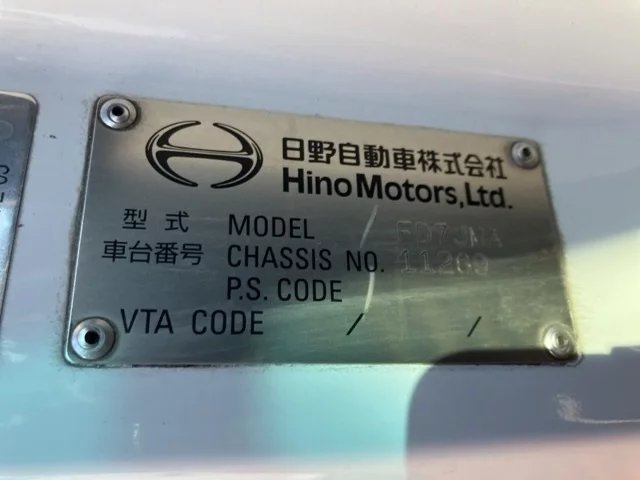 日野自動車株式会社
Hino Motors, Ltd.
型式 MODEL
車台番号 CHASSIS NO.
P.S. CODE
VTA CODE / /